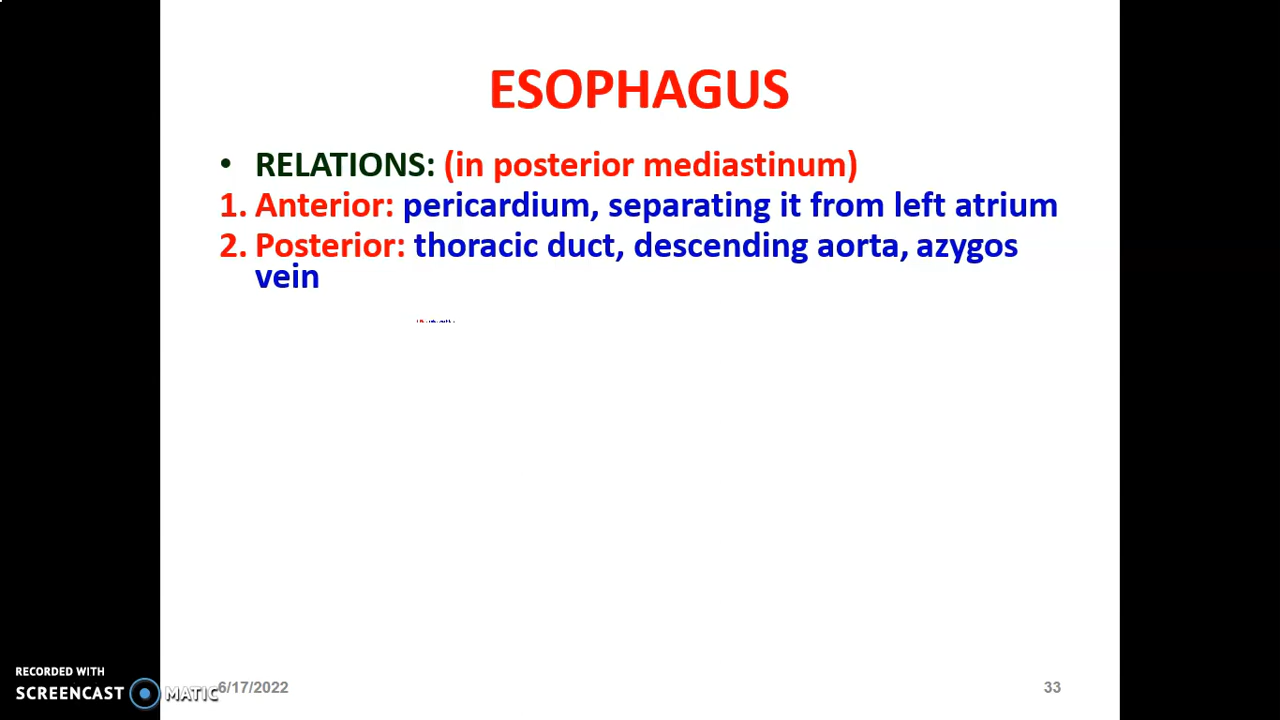 ESOPHAGUS
• RELATIONS: (in posterior mediastinum)
1. Anterior: pericardium, separating it from left atrium
2. Posterior: thoracic duct, descending aorta, azygos
vein
RECORDED WITH
SCREENCAST MATIC
6/17/2022
33